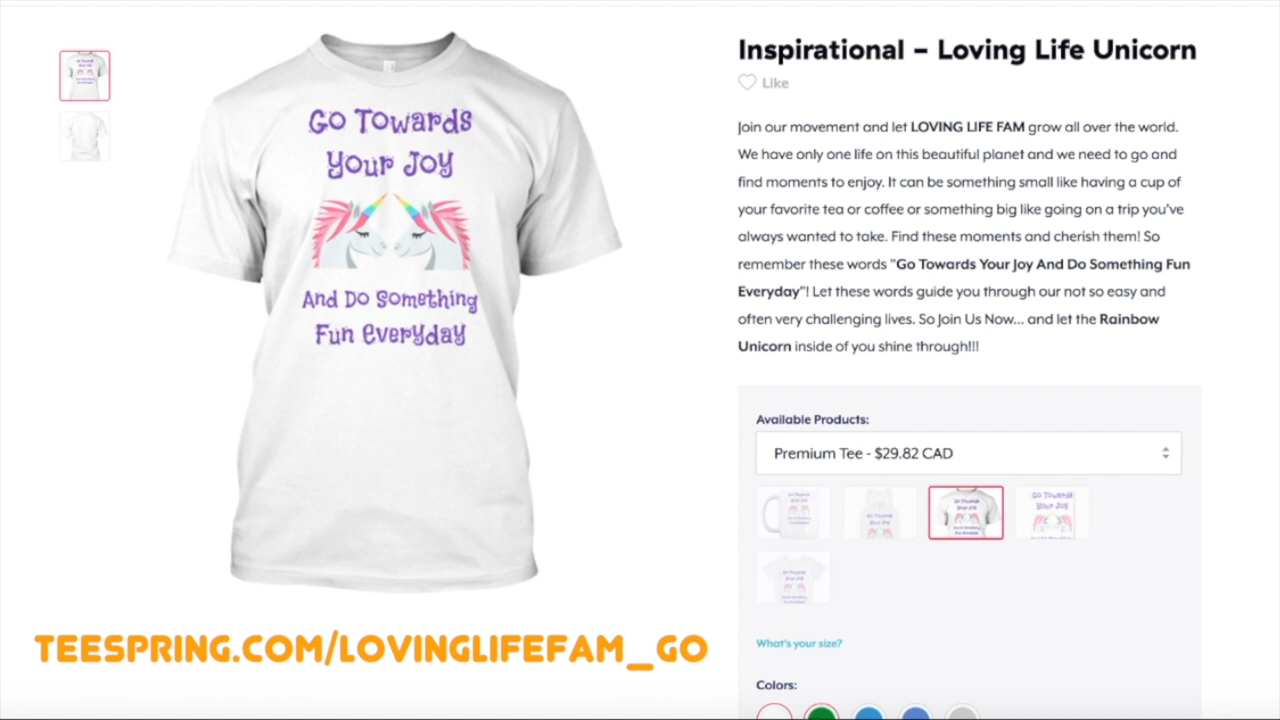 Inspirational – Loving Life Unicorn
Like
Go Towards
Your Joy
And Do Something
Fun Everyday
Join our movement and let LOVING LIFE FAM grow all over the world.
We have only one life on this beautiful planet and we need to go and
find moments to enjoy. It can be something small like having a cup of
your favorite tea or coffee or something big like going on a trip you've
always wanted to take. Find these moments and cherish them! So
remember these words "Go Towards Your Joy And Do Something Fun
Everyday"! Let these words guide you through our not so easy and
often very challenging lives. So Join Us Now... and let the Rainbow
Unicorn inside of you shine through!!!
Available Products:
Premium Tee - $29.82 CAD
Go Towards
Your Joy
What's your size?
Colors:
TEESPRING.COM/LOVINGLIFEFAM_GO